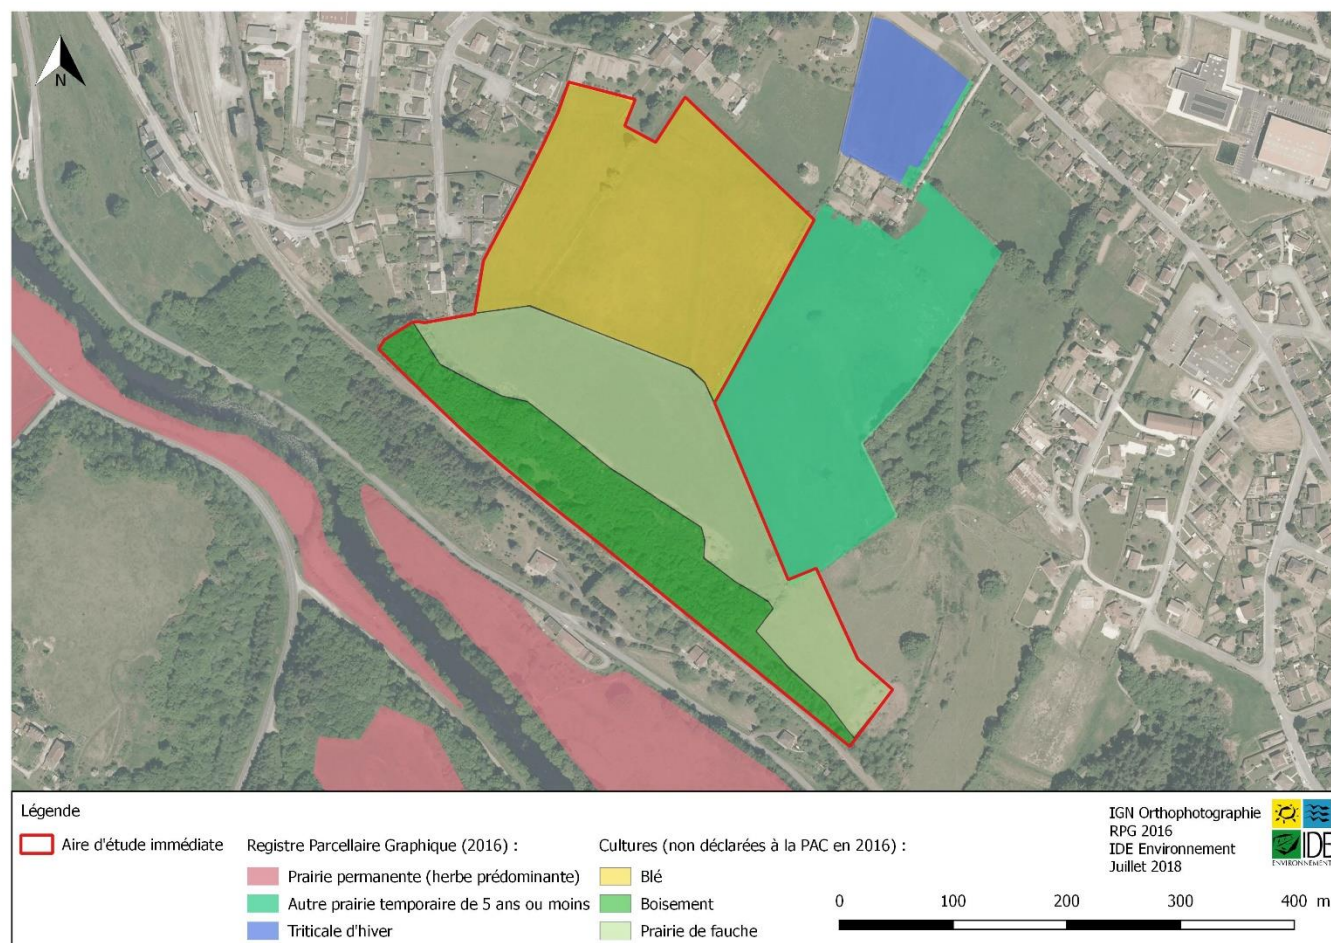 N
Légende
Aire d'étude immédiate
Registre Parcellaire Graphique (2016) :
Prairie permanente (herbe prédominante)
Autre prairie temporaire de 5 ans ou moins
Triticale d'hiver
Cultures (non déclarées à la PAC en 2016) :
Blé
Boisement
Prairie de fauche
IGN Orthophotographie
RPG 2016
IDE Environnement
Juillet 2018
IDE
ENVIRONNEMENT
0 100 200 300 400 m